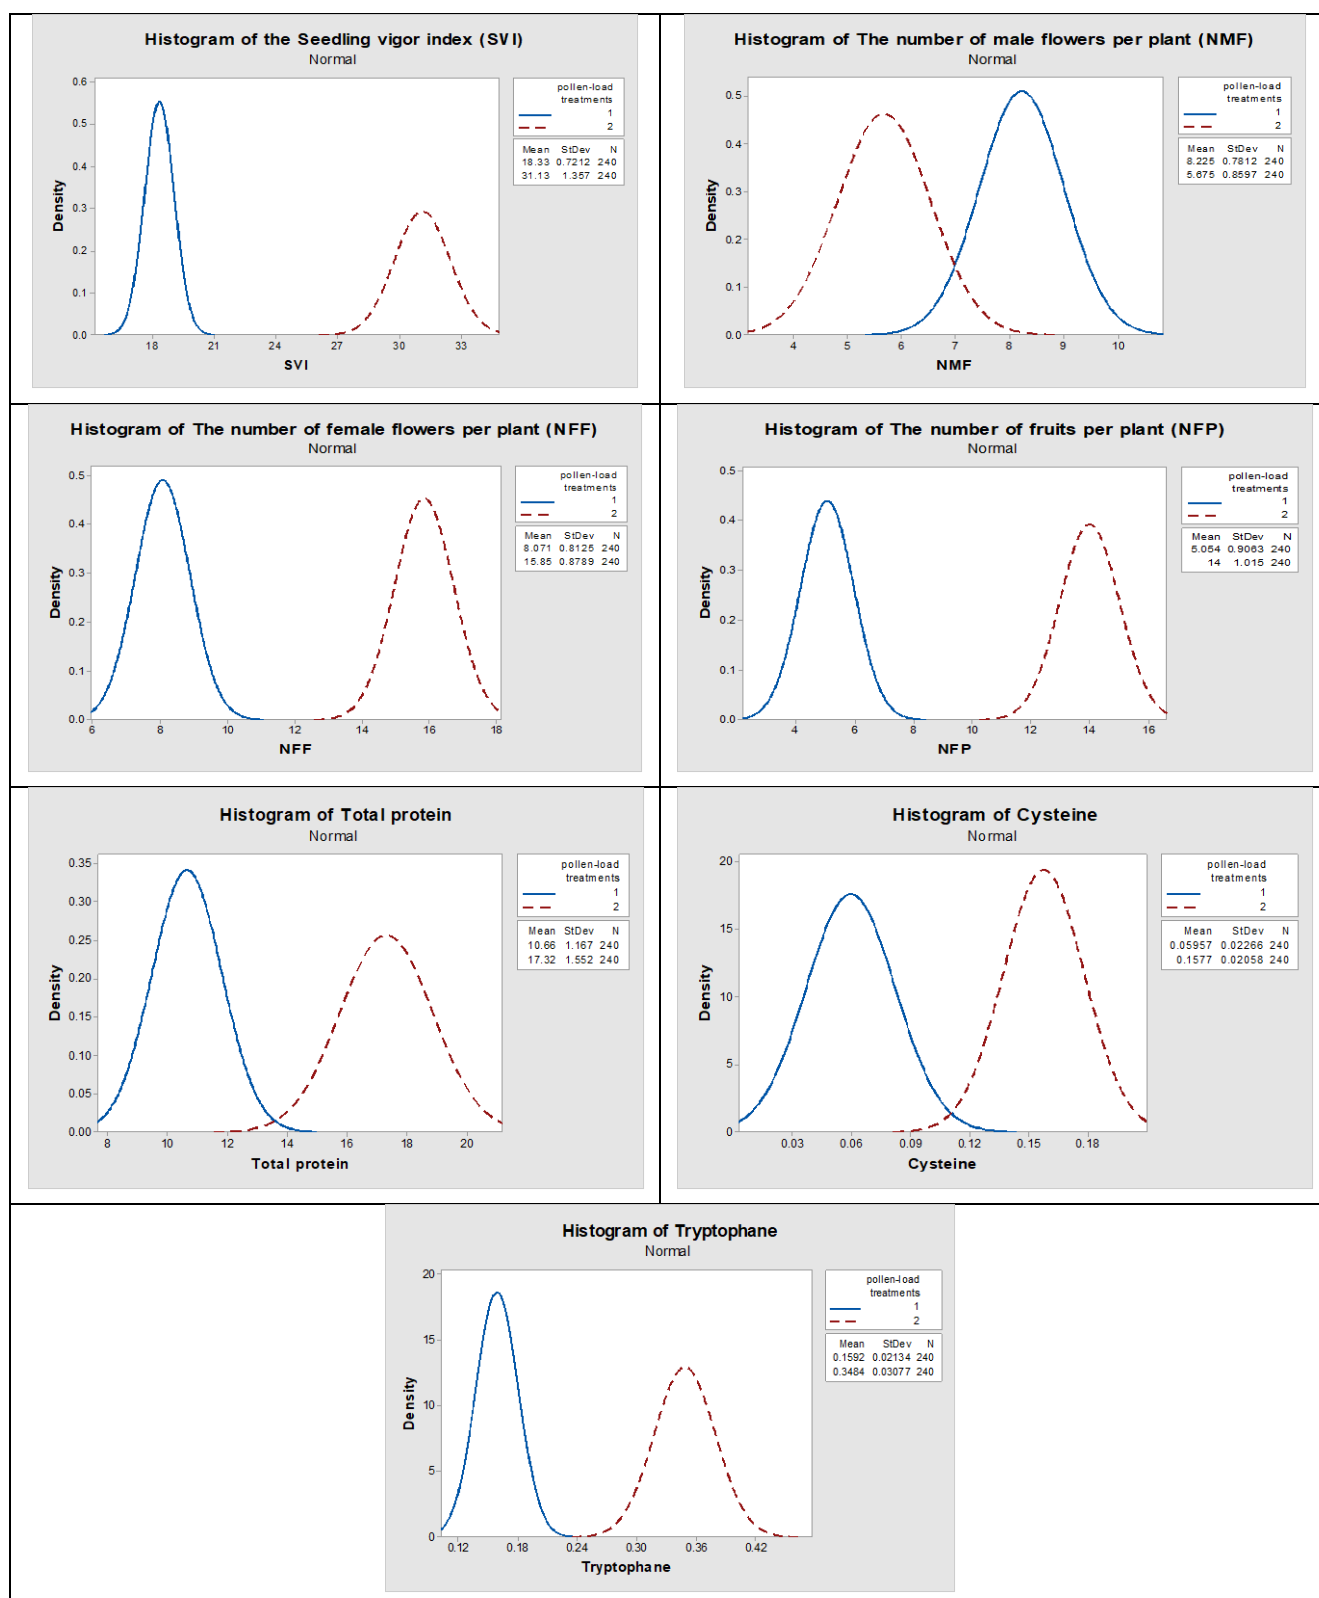 Histogram of the Seedling vigor index (SVI)
Normal
0.6
0.5
0.4
0.3
0.2
0.1
0.0
Density
18 21 24 27 30 33
SVI
pollen-load
treatments
1
2
Mean StDev N
18.33 0.7212 240
31.13 1.357 240
Histogram of The number of male flowers per plant (NMF)
Normal
0.5
0.4
0.3
0.2
0.1
0.0
Density
4 5 6 7 8 9 10
NMF
pollen-load
treatments
1
2
Mean StDev N
8.225 0.7812 240
5.675 0.8597 240
Histogram of The number of female flowers per plant (NFF)
Normal
0.5
0.4
0.3
0.2
0.1
0.0
Density
6 8 10 12 14 16 18
NFF
pollen-load
treatments
1
2
Mean StDev N
8.071 0.8125 240
15.85 0.8789 240
Histogram of The number of fruits per plant (NFP)
Normal
0.5
0.4
0.3
0.2
0.1
0.0
Density
4 6 8 10 12 14 16
NFP
pollen-load
treatments
1
2
Mean StDev N
5.054 0.9063 240
14 1.015 240
Histogram of Total protein
Normal
0.35
0.30
0.25
0.20
0.15
0.10
0.05
0.00
Density
8 10 12 14 16 18 20
Total protein
pollen-load
treatments
1
2
Mean StDev N
10.66 1.167 240
17.32 1.552 240
Histogram of Cysteine
Normal
20
15
10
5
0
Density
0.03 0.06 0.09 0.12 0.15 0.18
Cysteine
pollen-load
treatments
1
2
Mean StDev N
0.05957 0.02266 240
0.1577 0.02058 240
Histogram of Tryptophane
Normal
20
15
10
5
0
Density
0.12 0.18 0.24 0.30 0.36 0.42
Tryptophane
pollen-load
treatments
1
2
Mean StDev N
0.1592 0.02134 240
0.3484 0.03077 240